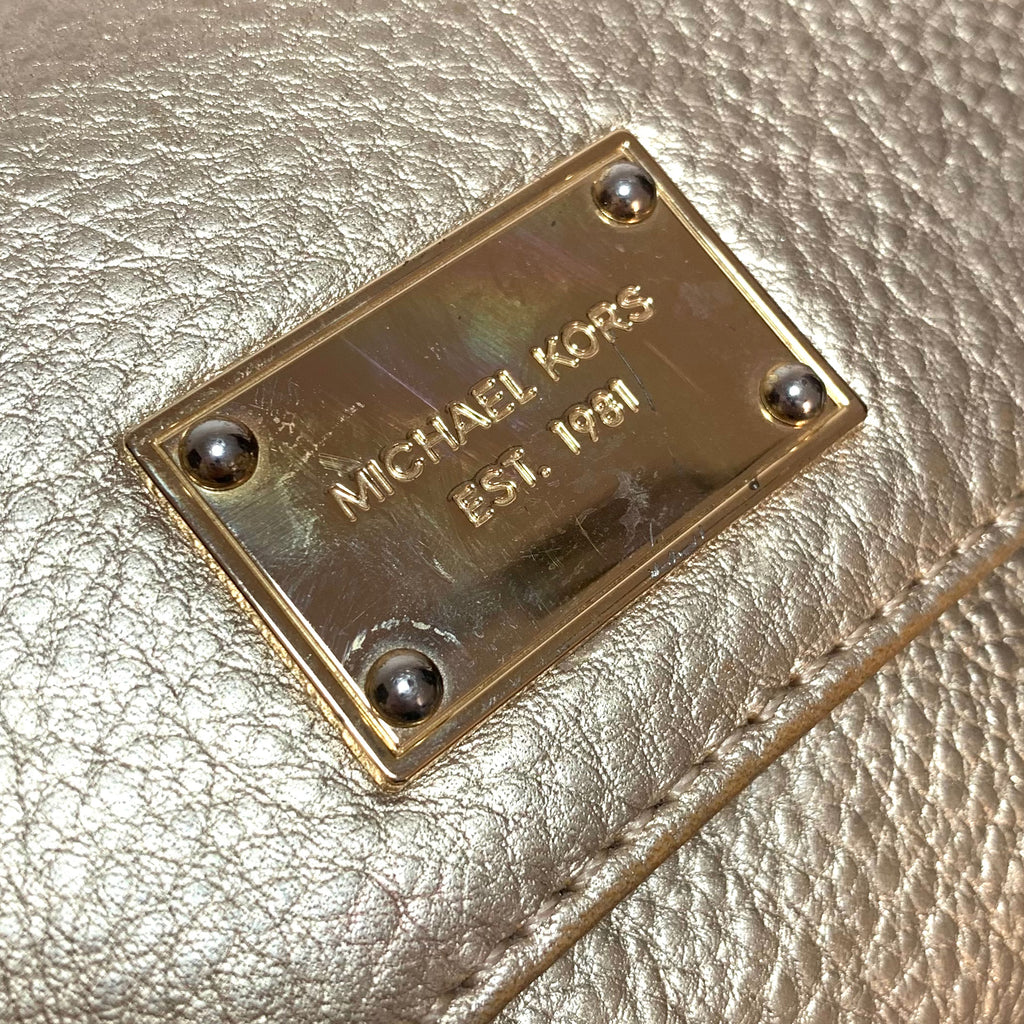 MICHAEL KORS
EST. 1981